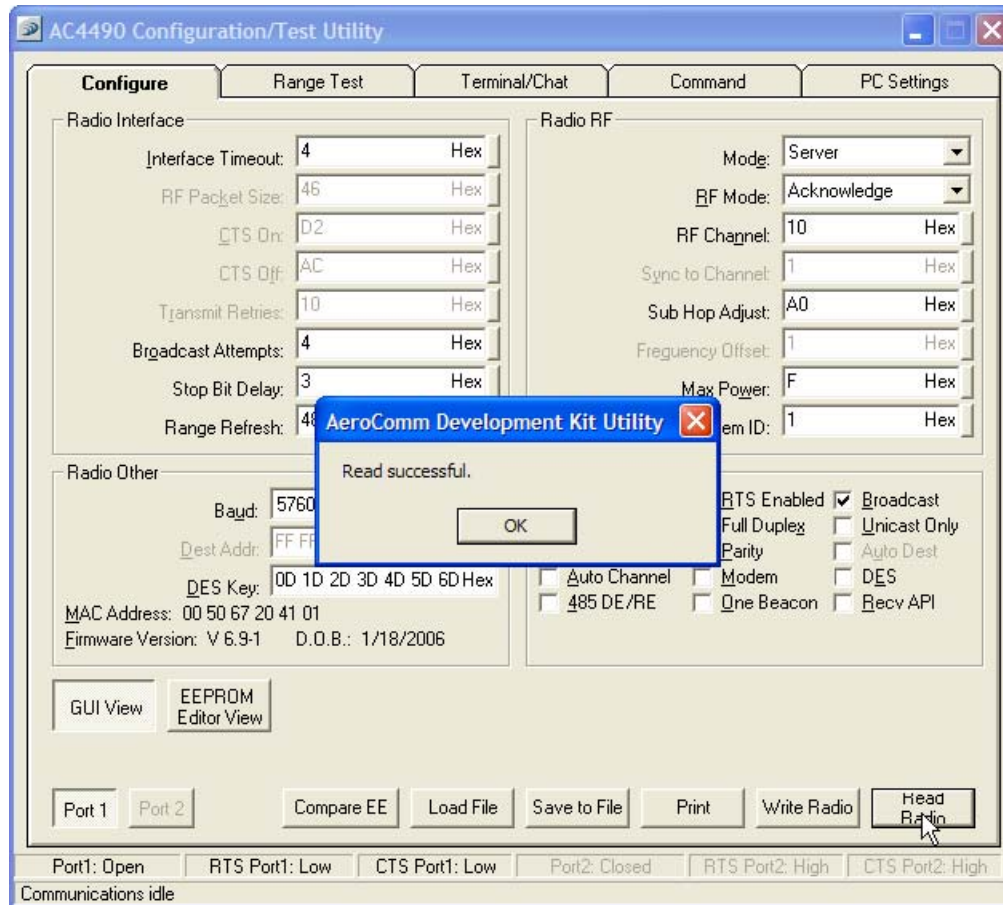 AC4490 Configuration/Test Utility
Configure Range Test Terminal/Chat Command PC Settings
Radio Interface
Interface Timeout: 4 Hex
RF Packet Size: 46 Hex
CTS On: D2 Hex
CTS Off: AC Hex
Transmit Retries: 10 Hex
Broadcast Attempts: 4 Hex
Stop Bit Delay: 3 Hex
Range Refresh:
Radio RF
Mode: Server
RF Mode: Acknowledge
RF Channel: 10 Hex
Sync to Channel: 1 Hex
Sub Hop Adjust: A0 Hex
Frequency Offset: 1 Hex
Max Power: F Hex
ID: 1 Hex
AeroComm Development Kit Utility
Read successful.
OK
Radio Other
Baud: 5760
Dest Addr: FF
DES Key: 0D 1D 2D 3D 4D 5D 6D Hex
MAC Address: 00 50 67 20 41 01
Firmware Version: V 6.9-1 D.O.B.: 1/18/2006
RTS Enabled Broadcast
Full Duplex Unicast Only
Parity Auto Dest
Auto Channel Modem DES
485 DE/RE One Beacon Recv API
GUI View
EEPROM
Editor View
Port 1 Port 2 Compare EE Load File Save to File Print Write Radio Read
Radio
Port1: Open RTS Port1: Low CTS Port1: Low Port2: Closed RTS Port2: High CTS Port2: High
Communications idle